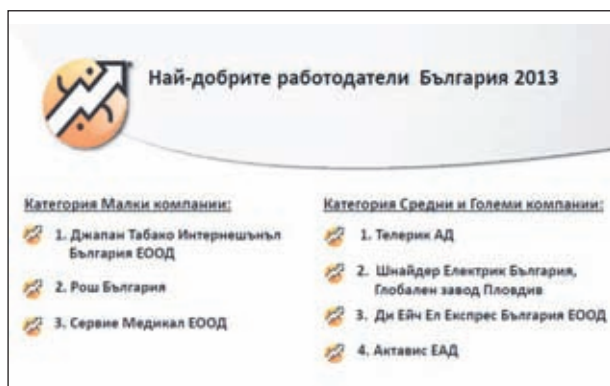 Най-добрите работодатели България 2013
Категория Малки компании:
1. Джапан Табако Интернешънъл
България ЕООД
2. Рош България
3. Сервие Медикал ЕООД
Категория Средни и Големи компании:
1. Телерик АД
2. Шнайдер Електрик България,
Глобален завод Пловдив
3. Ди Ейч Ел Експрес България ЕООД
4. Актавис ЕАД